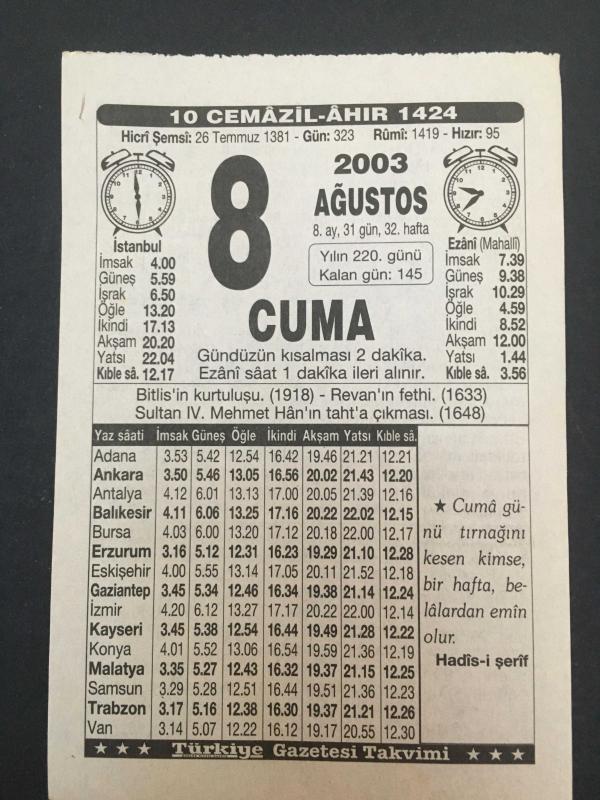 10 CEMÂZİL-ÂHIR 1424
Hicrî Şemsî: 26 Temmuz 1381 - Gün: 323 Rûmî: 1419 - Hızır: 95
8
2003
AĞUSTOS
8. ay, 31 gün, 32. hafta
Yılın 220. günü
Kalan gün: 145
CUMA
İstanbul
İmsak 4.00
Güneş 5.59
İşrak 6.50
Öğle 13.20
İkindi 17.13
Akşam 20.20
Yatsı 22.04
Kıble sâ. 12.17
Ezânî (Mahallî)
İmsak 7.39
Güneş 9.38
İşrak 10.29
Öğle 4.59
İkindi 8.52
Akşam 12.00
Yatsı 1.44
Kıble sâ. 3.56
Gündüzün kısalması 2 dakîka.
Ezânî sâat 1 dakîka ileri alınır.
Bitlis'in kurtuluşu. (1918) - Revan'ın fethi. (1633)
Sultan IV. Mehmet Hân'ın taht'a çıkması. (1648)
Yaz sâati İmsak Güneş Öğle İkindi Akşam Yatsı Kıble sâ.
Adana 3.53 5.42 12.54 16.42 19.46 21.21 12.21
Ankara 3.50 5.46 13.05 16.56 20.02 21.43 12.20
Antalya 4.12 6.01 13.13 17.00 20.05 21.39 12.16
Balıkesir 4.11 6.06 13.25 17.16 20.22 22.02 12.15
Bursa 4.03 6.00 13.20 17.12 20.18 22.00 12.17
Erzurum 3.16 5.12 12.31 16.23 19.29 21.10 12.28
Eskişehir 4.00 5.55 13.14 17.05 20.11 21.52 12.18
Gaziantep 3.45 5.34 12.46 16.34 19.38 21.14 12.24
İzmir 4.20 6.12 13.27 17.17 20.22 22.00 12.14
Kayseri 3.45 5.38 12.54 16.44 19.49 21.28 12.22
Konya 4.01 5.52 13.06 16.54 19.59 21.36 12.19
Malatya 3.35 5.27 12.43 16.32 19.37 21.15 12.25
Samsun 3.29 5.28 12.51 16.44 19.51 21.36 12.23
Trabzon 3.17 5.16 12.38 16.30 19.37 21.21 12.26
Van 3.14 5.07 12.22 16.12 19.17 20.55 12.30
★ Cumâ gü-
nü tırnağını
kesen kimse,
bir hafta, be-
lâlardan emîn
olur.
Hadîs-i şerîf
★ ★ ★ Türkiye Gazetesi Takvimi ★ ★ ★